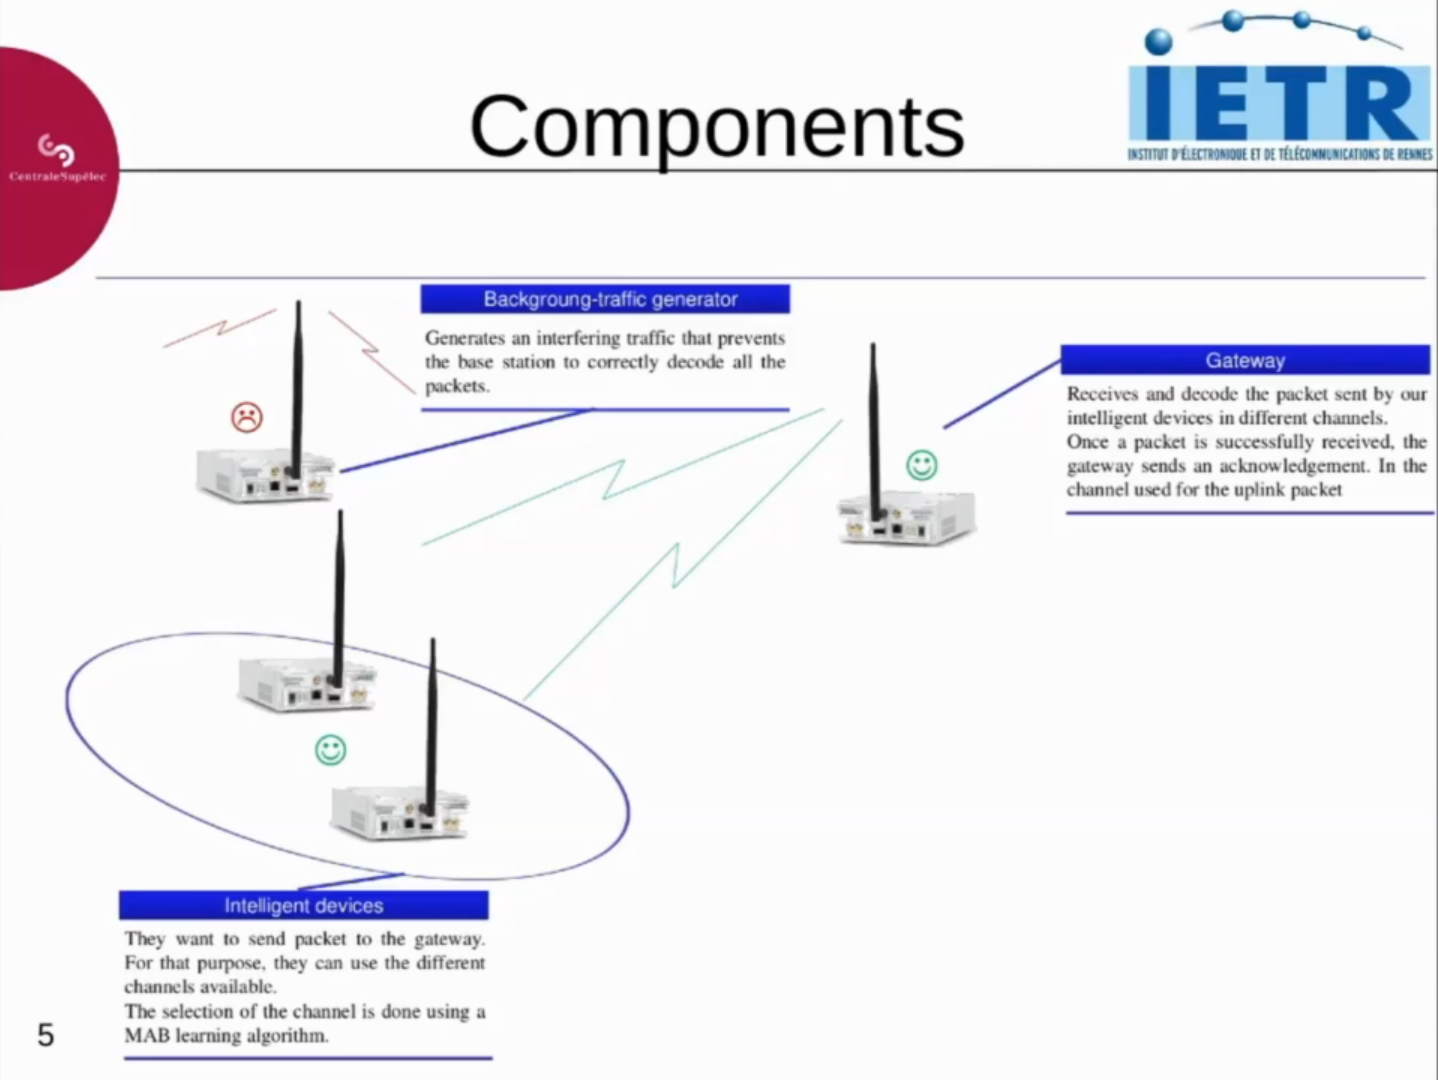 Components
CentraleSupélec
IETR
INSTITUT D'ÉLECTRONIQUE ET DE TÉLÉCOMMUNICATIONS DE RENNES
Backgroung-traffic generator
Generates an interfering traffic that prevents
the base station to correctly decode all the
packets.
Gateway
Receives and decode the packet sent by our
intelligent devices in different channels.
Once a packet is successfully received, the
gateway sends an acknowledgement. In the
channel used for the uplink packet
Intelligent devices
They want to send packet to the gateway.
For that purpose, they can use the different
channels available.
The selection of the channel is done using a
MAB learning algorithm.
5